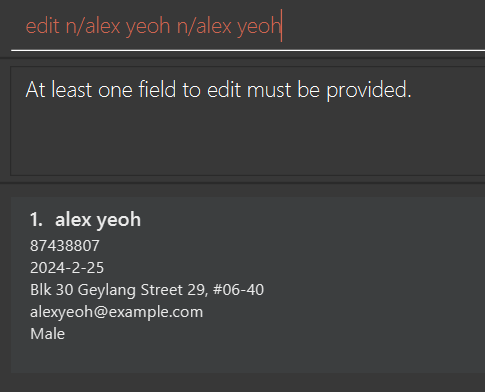 edit n/alex yeoh n/alex yeoh
At least one field to edit must be provided.
1. alex yeoh
87438807
2024-2-25
Blk 30 Geylang Street 29, #06-40
alexyeoh@example.com
Male